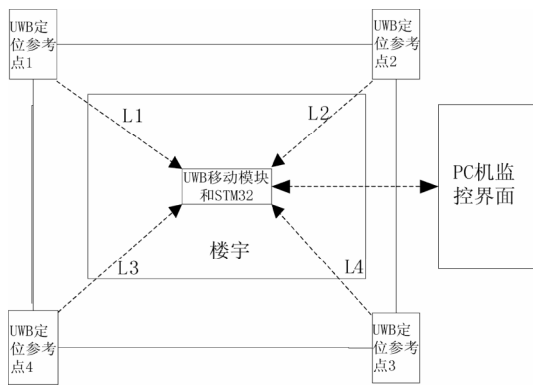 UWB定
位参考
点1
UWB定
位参考
点2
L1
L2
UWB移动模块
和STM32
PC机监
控界面
楼宇
L3
L4
UWB定
位参考
点4
UWB定
位参考
点3